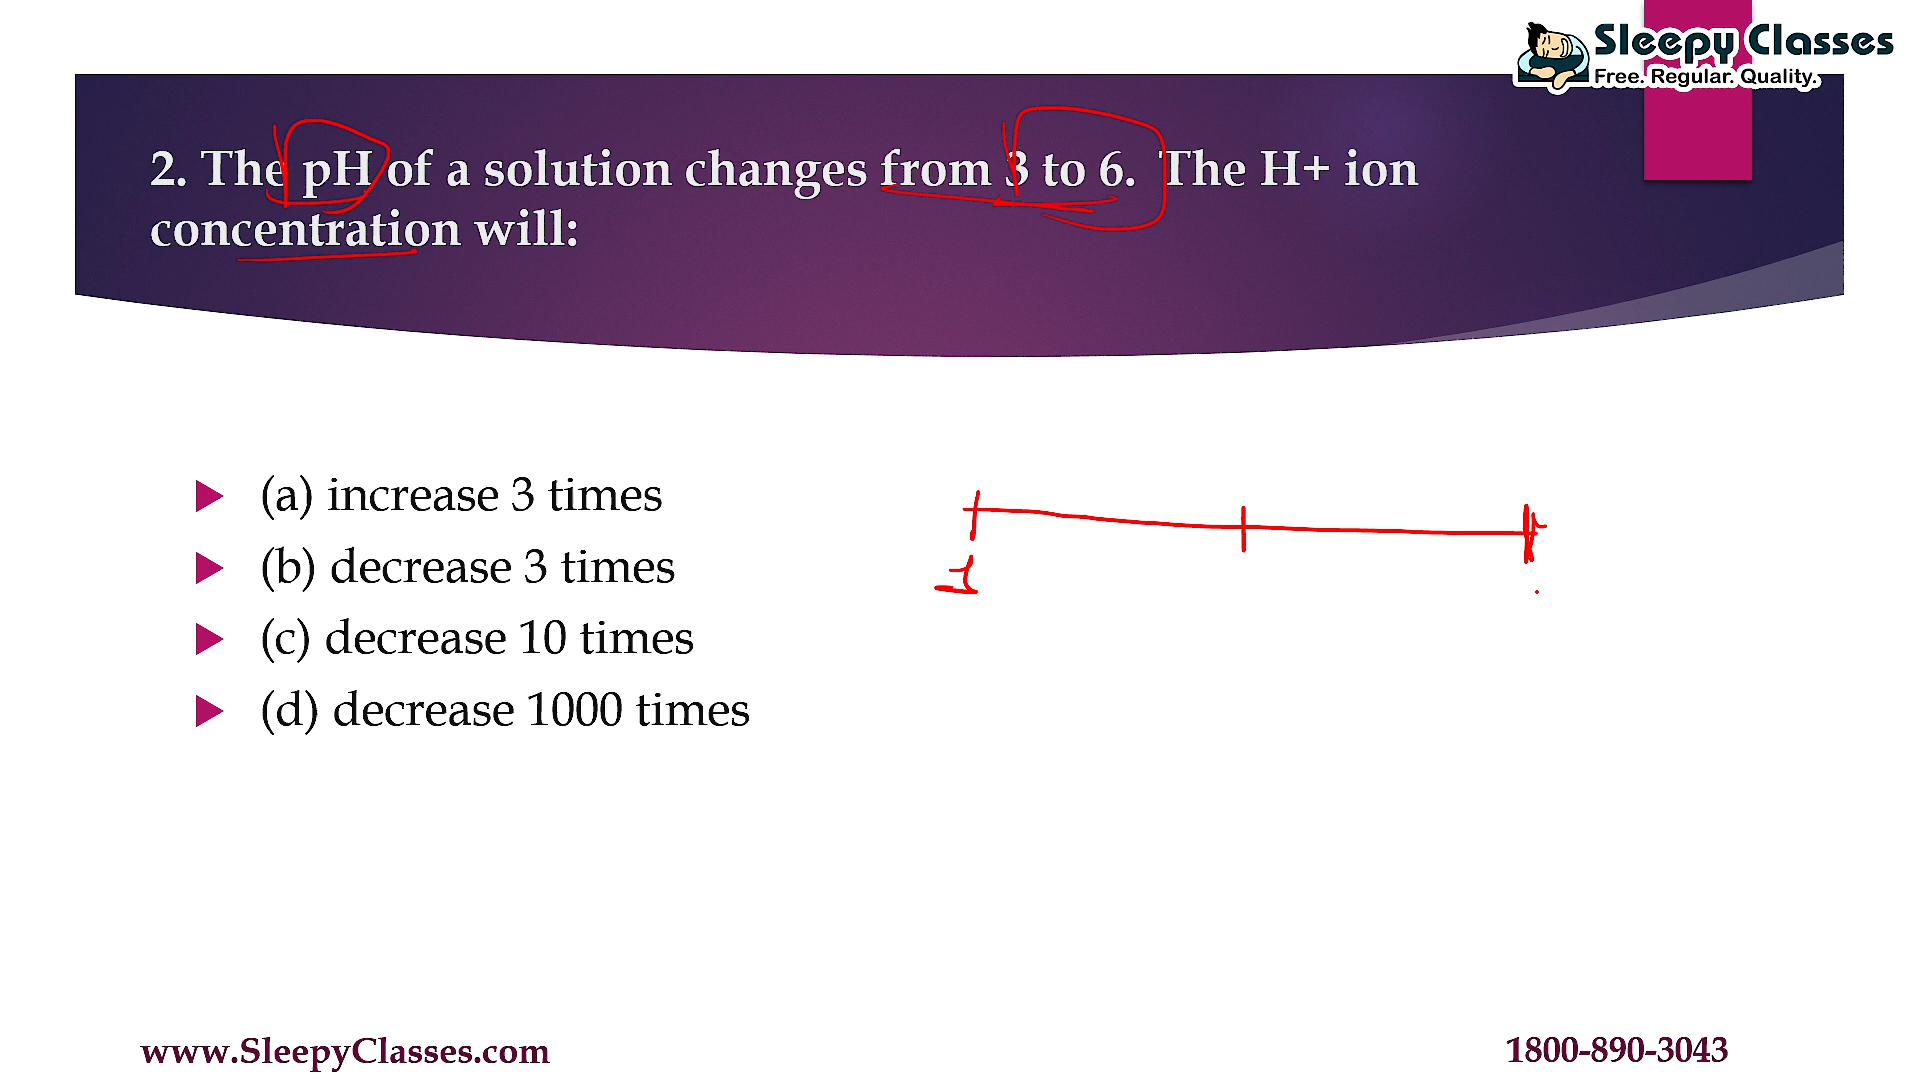 Sleepy Classes
Free. Regular. Quality.
2. The pH of a solution changes from 3 to 6. The H+ ion
concentration will:
(a) increase 3 times
(b) decrease 3 times
(c) decrease 10 times
(d) decrease 1000 times
www.SleepyClasses.com
1800-890-3043